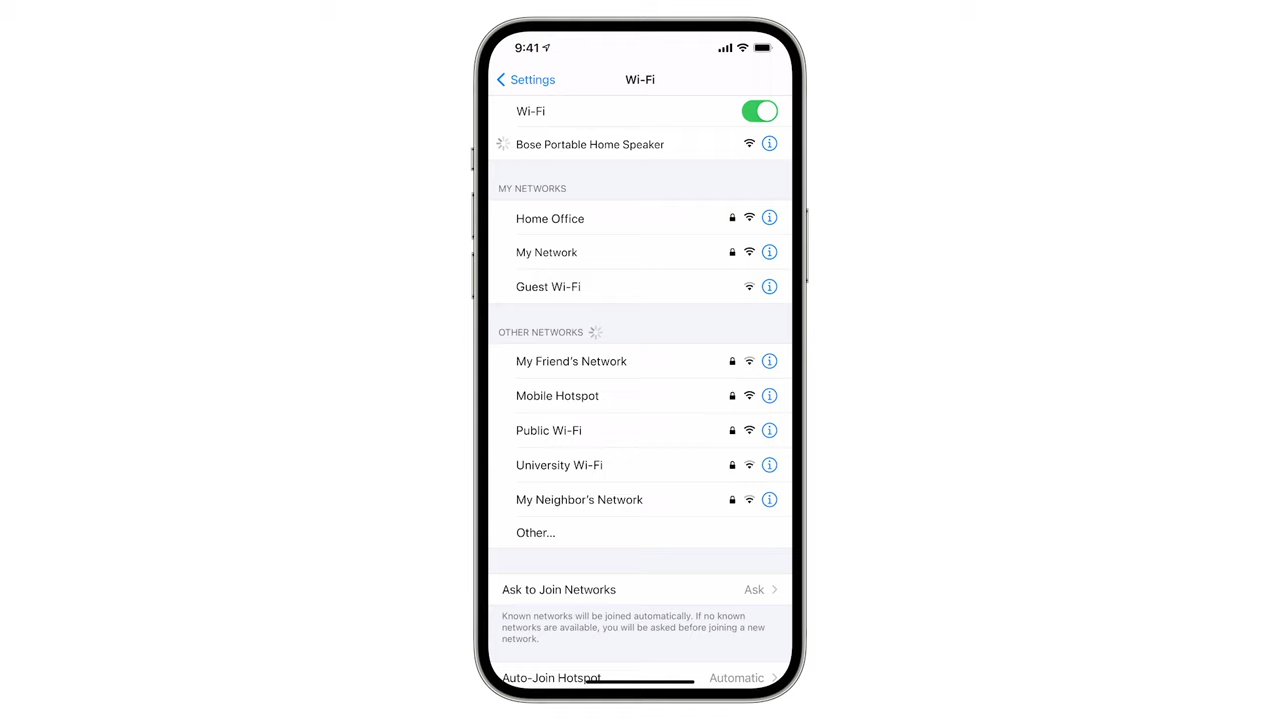 9:41
Settings
Wi-Fi
Wi-Fi
Bose Portable Home Speaker
MY NETWORKS
Home Office
My Network
Guest Wi-Fi
OTHER NETWORKS
My Friend's Network
Mobile Hotspot
Public Wi-Fi
University Wi-Fi
My Neighbor's Network
Other...
Ask to Join Networks Ask
Known networks will be joined automatically. If no known
networks are available, you will be asked before joining a new
network.
Auto-Join Hotspot Automatic